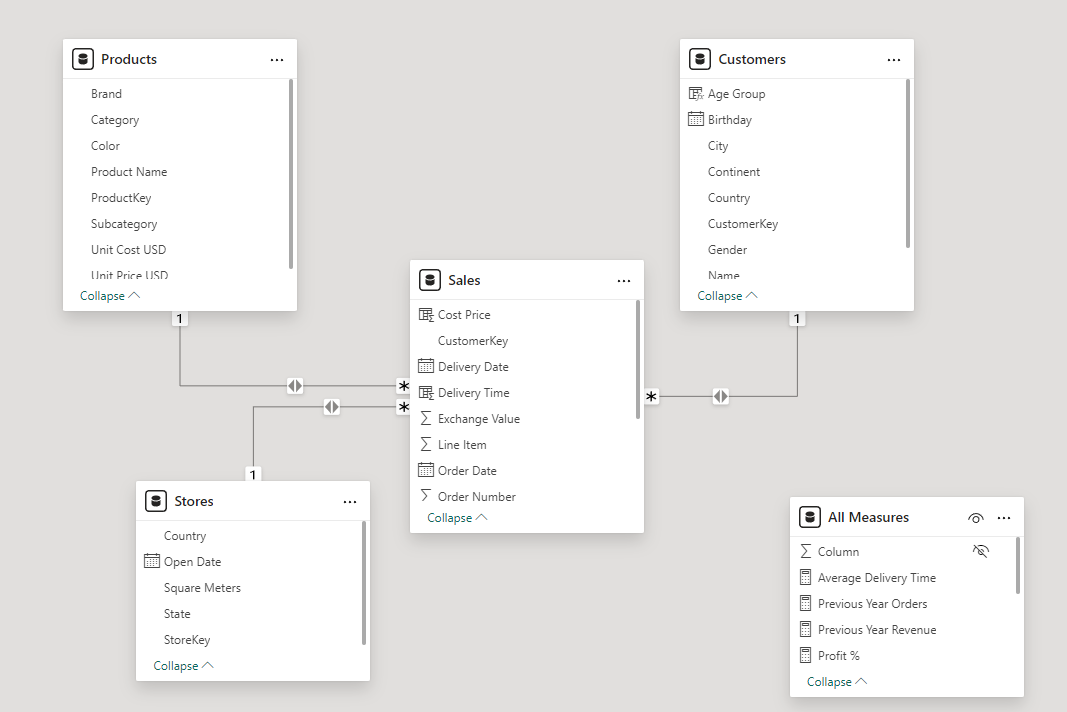 Products
...
Brand
Category
Color
Product Name
ProductKey
Subcategory
Unit Cost USD
Unit Price USD
Collapse
1
Customers
...
Age Group
Birthday
City
Continent
Country
CustomerKey
Gender
Name
Collapse
1
Sales
...
Cost Price
CustomerKey
Delivery Date
Delivery Time
Exchange Value
Line Item
Order Date
Order Number
Collapse
*
*
*
1
Stores
...
Country
Open Date
Square Meters
State
StoreKey
Collapse
All Measures
...
Column
Average Delivery Time
Previous Year Orders
Previous Year Revenue
Profit %
Collapse